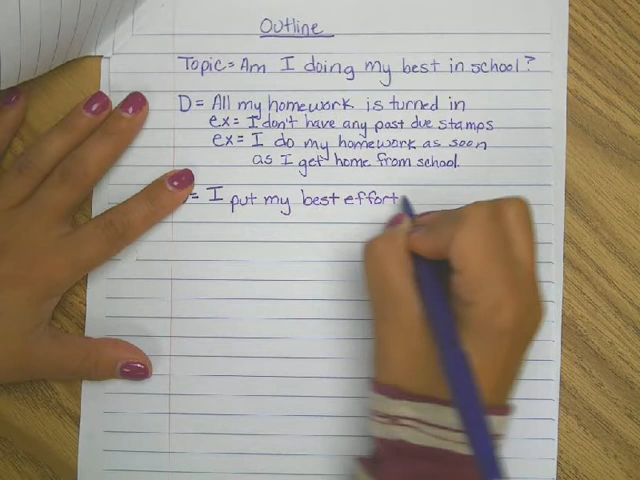 Outline
Topic= Am I doing my best in school?
D= All my homework is turned in
ex= I don't have any past due stamps
ex= I do my homework as soon
as I get home from school.
= I put my best effort